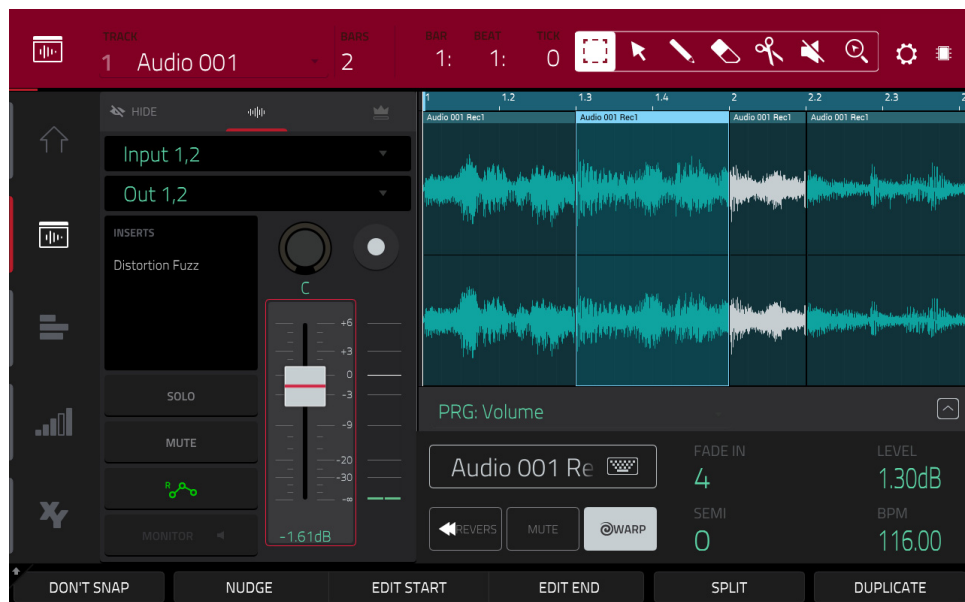 TRACK
1 Audio 001
BARS
2
BAR BEAT TICK
1: 1: 0
HIDE
Input 1,2
Out 1,2
INSERTS
Distortion Fuzz
C
+6
+3
0
-3
-9
-20
-30
-∞
SOLO
MUTE
R
MONITOR
-1.61dB
XY
1 1.2 1.3 1.4 2 2.2 2.3 2
Audio 001 Rec1 Audio 001 Rec1 Audio 001 Rec1 Audio 001 Rec1
PRG: Volume
Audio 001 Re
FADE IN
4
LEVEL
1.30dB
REVERS MUTE WARP
SEMI
0
BPM
116.00
DON'T SNAP NUDGE EDIT START EDIT END SPLIT DUPLICATE